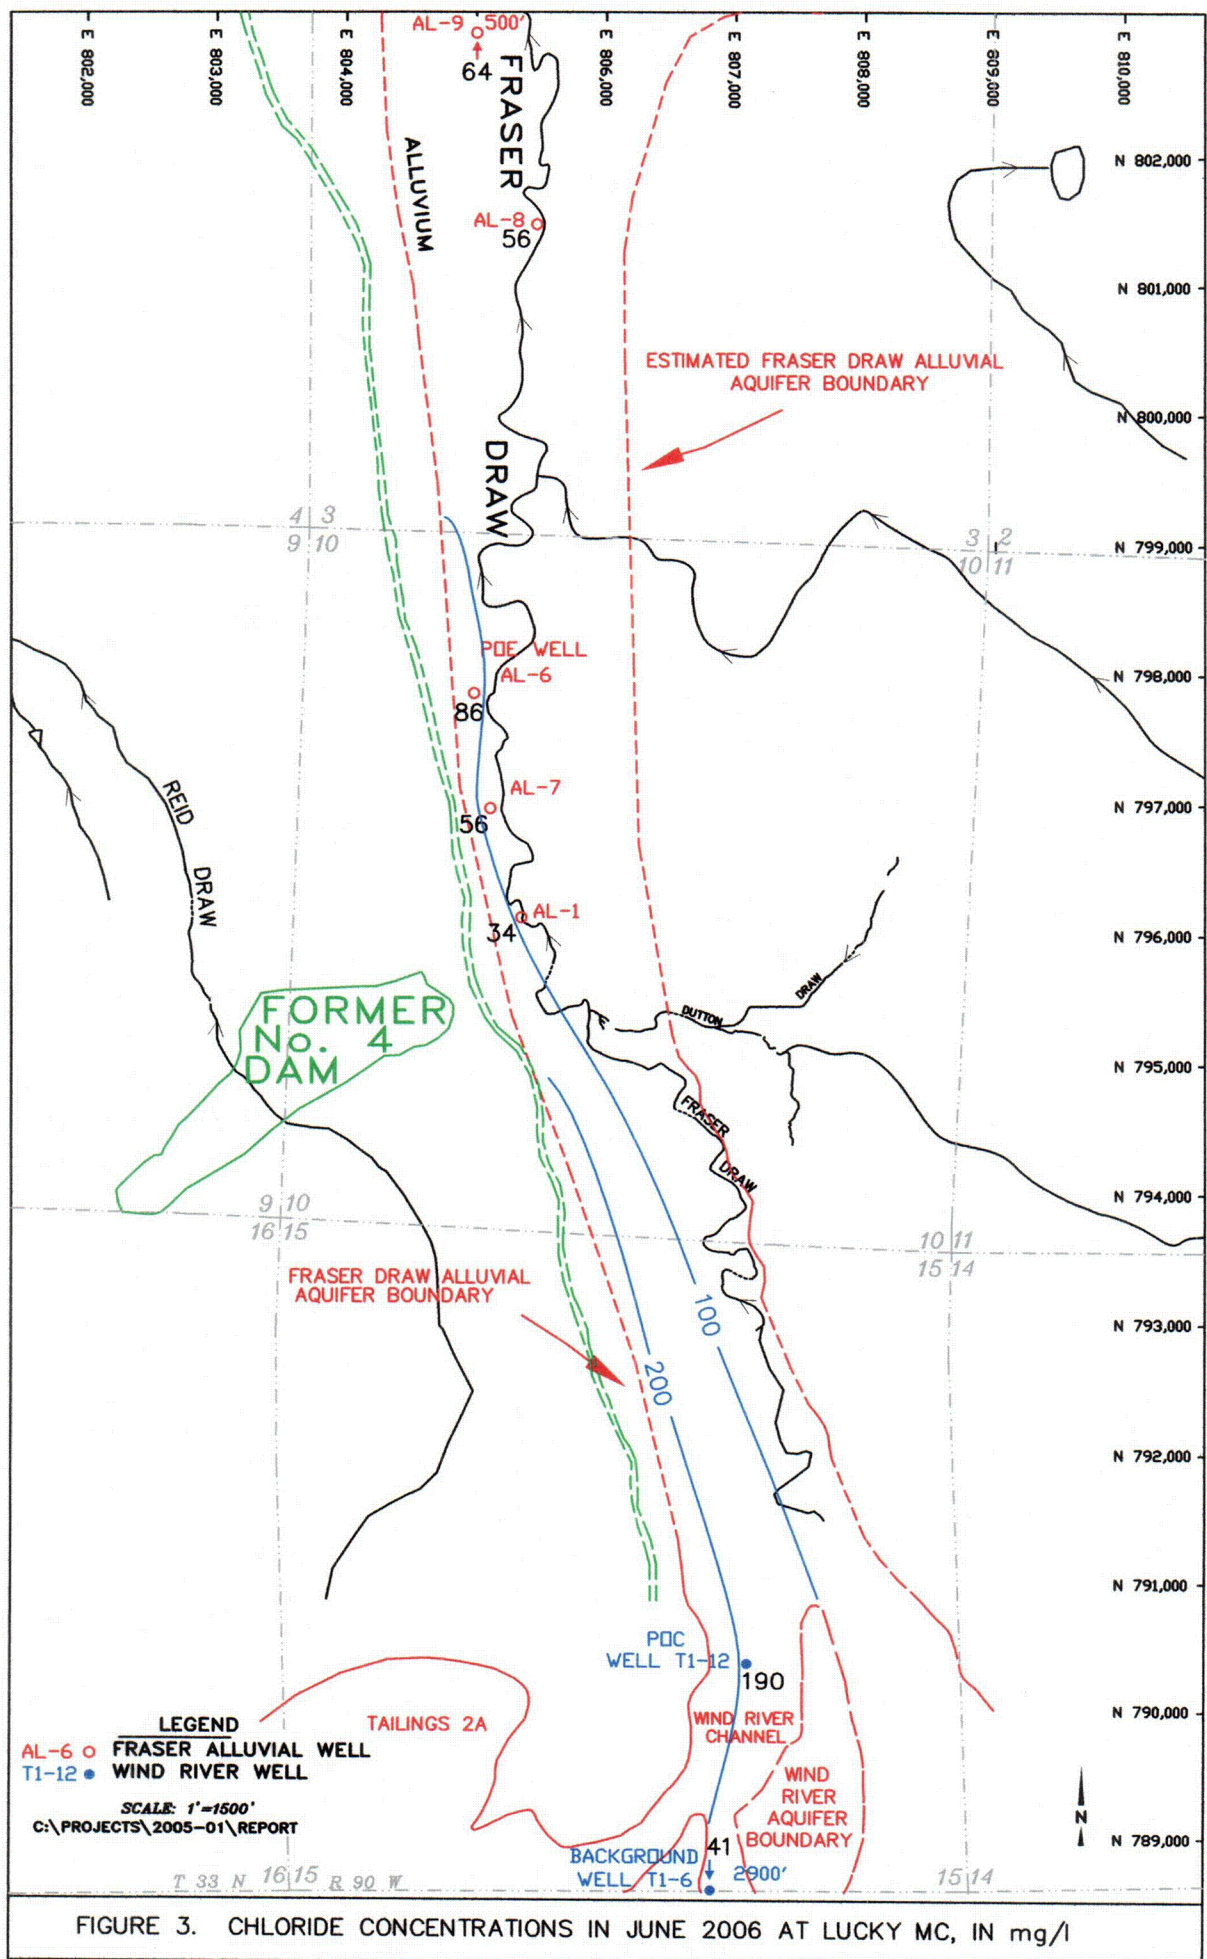 E 802,000
E 803,000
E 804,000
E 806,000
E 807,000
E 808,000
E 809,000
E 810,000
AL-9
500'
64
FRASER
ALLUVIUM
N 802,000
AL-8
56
N 801,000
ESTIMATED FRASER DRAW ALLUVIAL
AQUIFER BOUNDARY
N 800,000
DRAW
4 3
9 10
3 2
10 11
N 799,000
POE WELL
AL-6
86
N 798,000
AL-7
56
N 797,000
REID
DRAW
AL-1
34
N 796,000
FORMER
No. 4
DAM
DUTTON
DRAW
N 795,000
FRASER
DRAW
N 794,000
9 10
16 15
10 11
15 14
FRASER DRAW ALLUVIAL
AQUIFER BOUNDARY
100
N 793,000
200
N 792,000
N 791,000
POC
WELL T1-12
190
TAILINGS 2A
WIND RIVER
CHANNEL
N 790,000
LEGEND
AL-6 FRASER ALLUVIAL WELL
T1-12 WIND RIVER WELL
SCALE: 1"=1500'
C:\PROJECTS\2005-01\REPORT
WIND
RIVER
AQUIFER
BOUNDARY
N
N 789,000
41
BACKGROUND
WELL T1-6
2900'
T 33 N
16 15
R 90 W
15 14
FIGURE 3. CHLORIDE CONCENTRATIONS IN JUNE 2006 AT LUCKY MC, IN mg/l